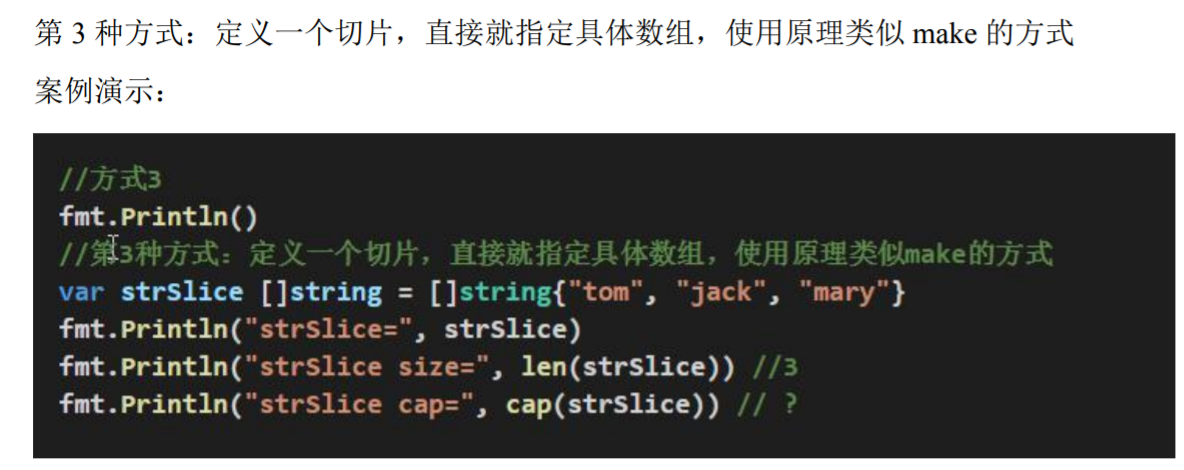 第 3 种方式：定义一个切片，直接就指定具体数组，使用原理类似 make 的方式
案例演示：
//方式3
fmt.Println()
//第3种方式：定义一个切片，直接就指定具体数组，使用原理类似make的方式
var strSlice []string = []string{"tom", "jack", "mary"}
fmt.Println("strSlice=", strSlice)
fmt.Println("strSlice size=", len(strSlice)) //3
fmt.Println("strSlice cap=", cap(strSlice)) // ?